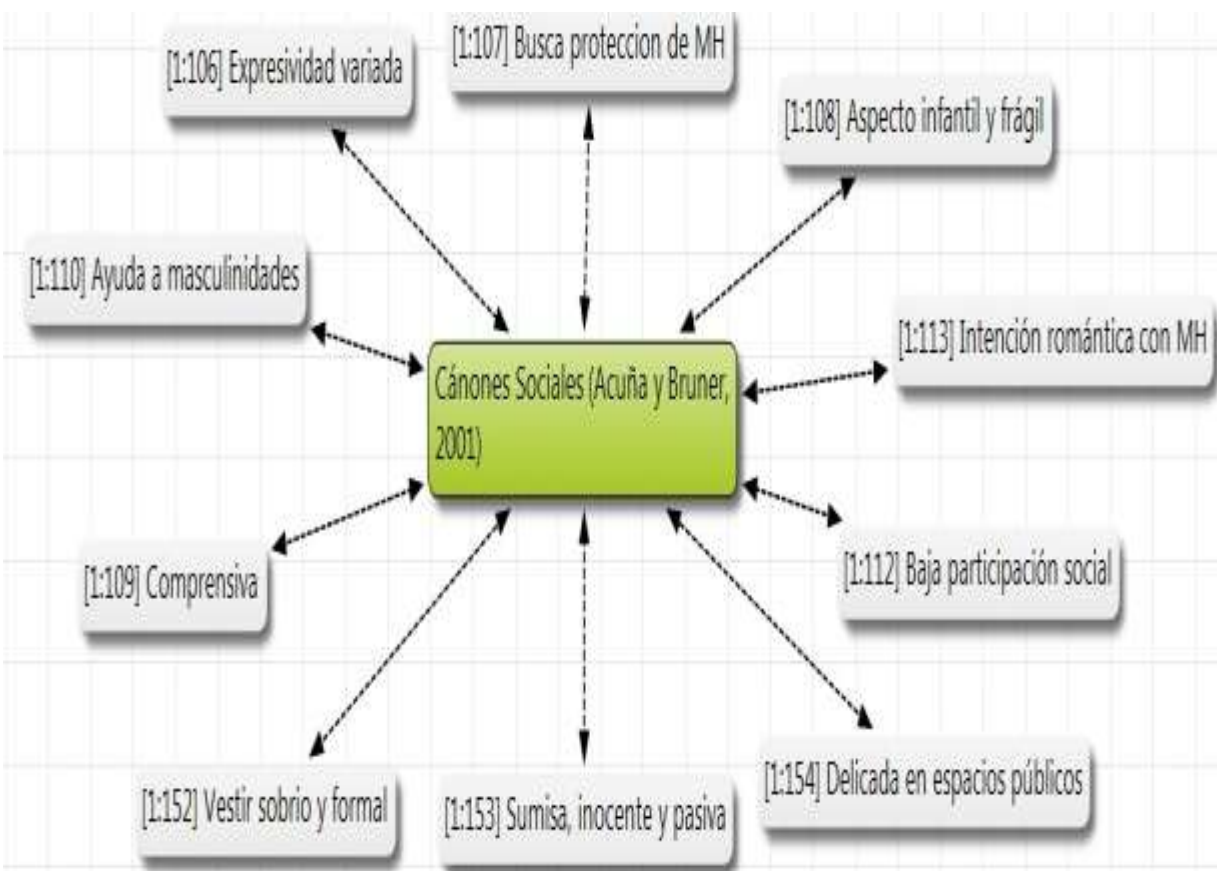 [1:107] Busca proteccion de MH
[1:106] Expresividad variada
[1:108] Aspecto infantil y frágil
[1:110] Ayuda a masculinidades
[1:113] Intención romántica con MH
Cánones Sociales (Acuña y Bruner,
2001)
[1:109] Comprensiva
[1:112] Baja participación social
[1:152] Vestir sobrio y formal
[1:153] Sumisa, inocente y pasiva
[1:154] Delicada en espacios públicos